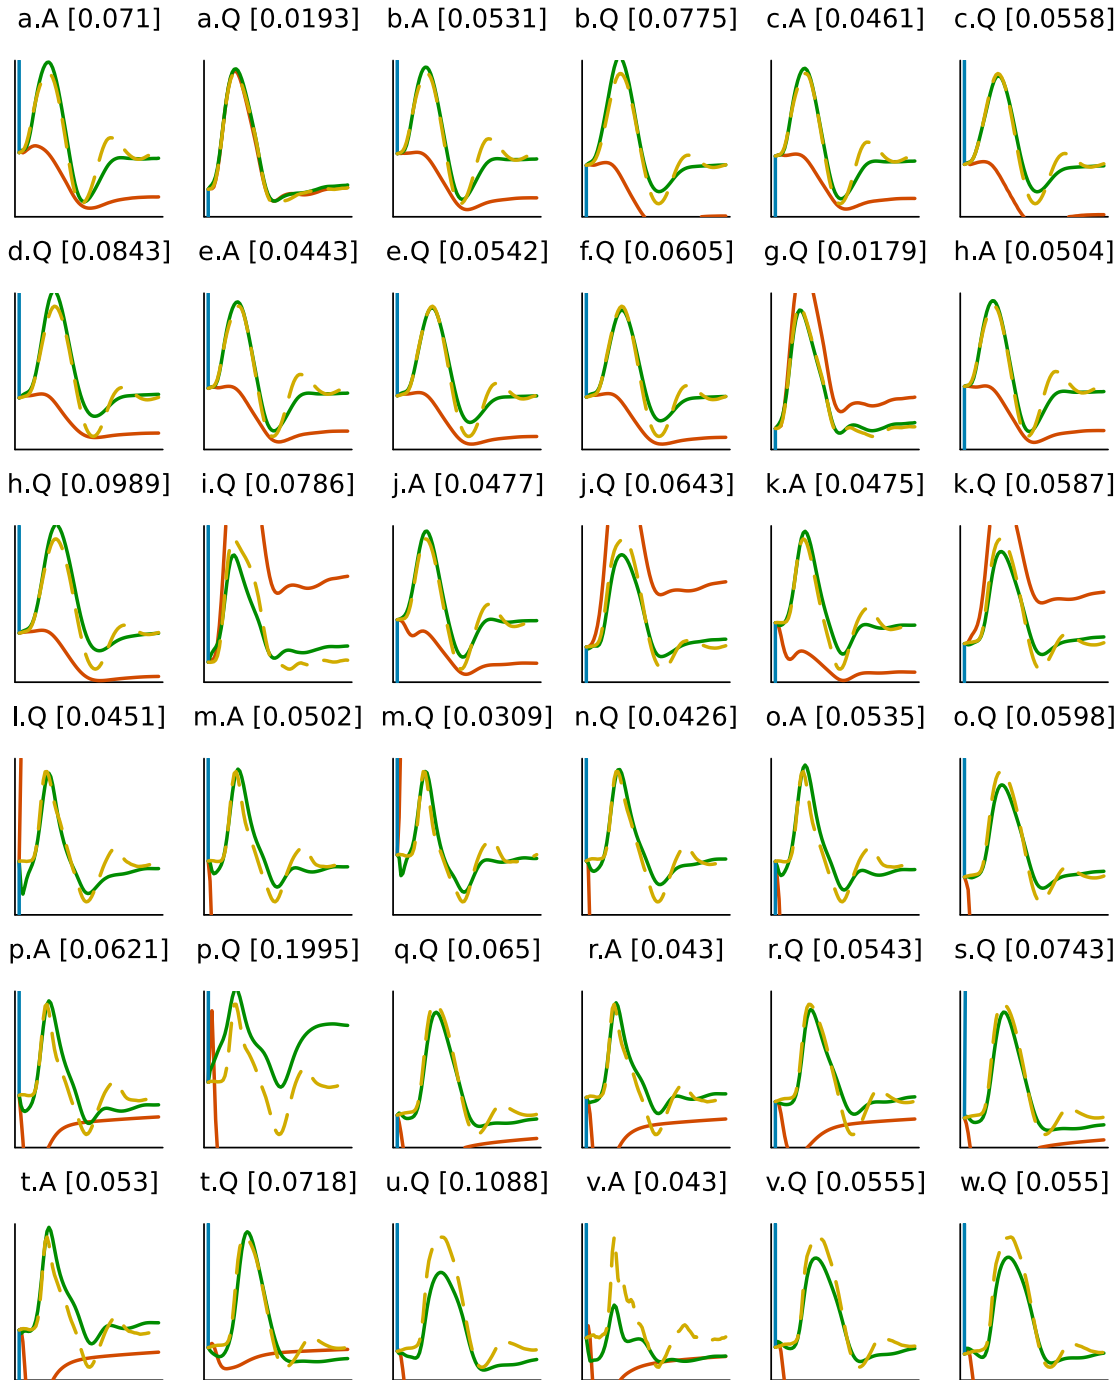 a.A [0.071] a.Q [0.0193] b.A [0.0531] b.Q [0.0775] c.A [0.0461] c.Q [0.0558]
d.Q [0.0843] e.A [0.0443] e.Q [0.0542] f.Q [0.0605] g.Q [0.0179] h.A [0.0504]
h.Q [0.0989] i.Q [0.0786] j.A [0.0477] j.Q [0.0643] k.A [0.0475] k.Q [0.0587]
l.Q [0.0451] m.A [0.0502] m.Q [0.0309] n.Q [0.0426] o.A [0.0535] o.Q [0.0598]
p.A [0.0621] p.Q [0.1995] q.Q [0.065] r.A [0.043] r.Q [0.0543] s.Q [0.0743]
t.A [0.053] t.Q [0.0718] u.Q [0.1088] v.A [0.043] v.Q [0.0555] w.Q [0.055]